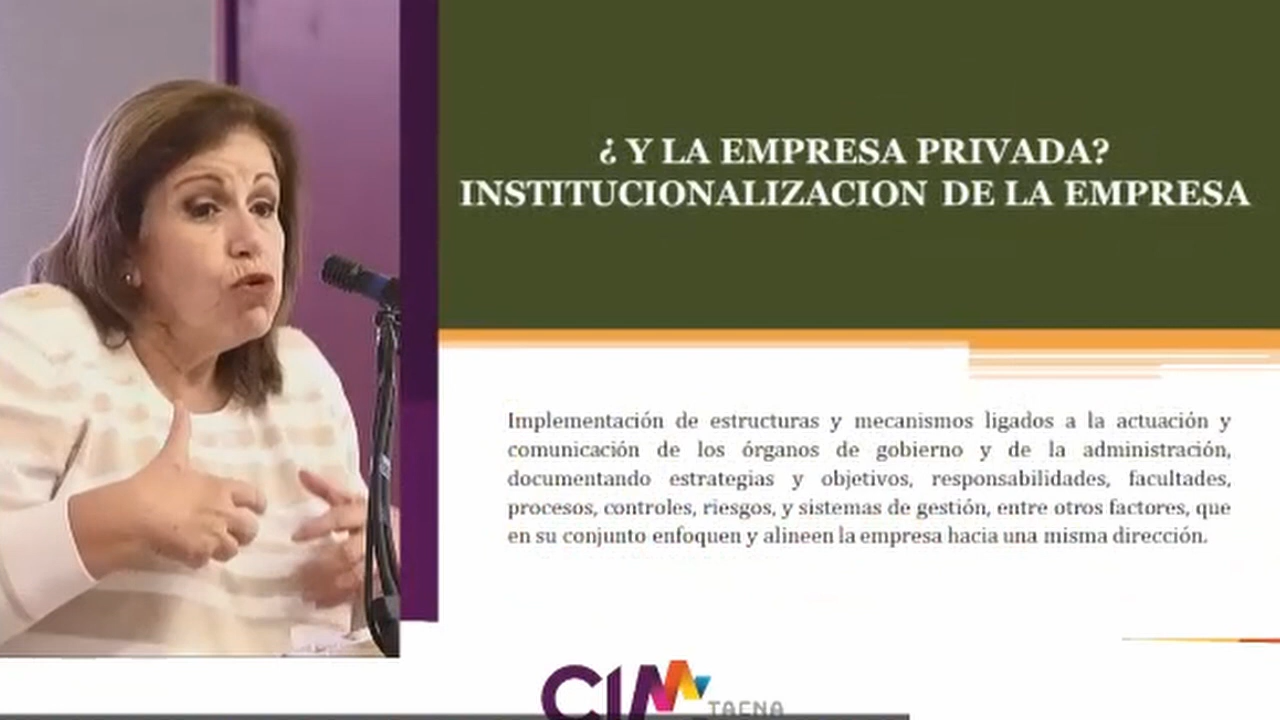 ¿ Y LA EMPRESA PRIVADA?
INSTITUCIONALIZACION DE LA EMPRESA
Implementación de estructuras y mecanismos ligados a la actuación y
comunicación de los órganos de gobierno y de la administración,
documentando estrategias y objetivos, responsabilidades, facultades,
procesos, controles, riesgos, y sistemas de gestión, entre otros factores, que
en su conjunto enfoquen y alineen la empresa hacia una misma dirección.
CIM
TACNA